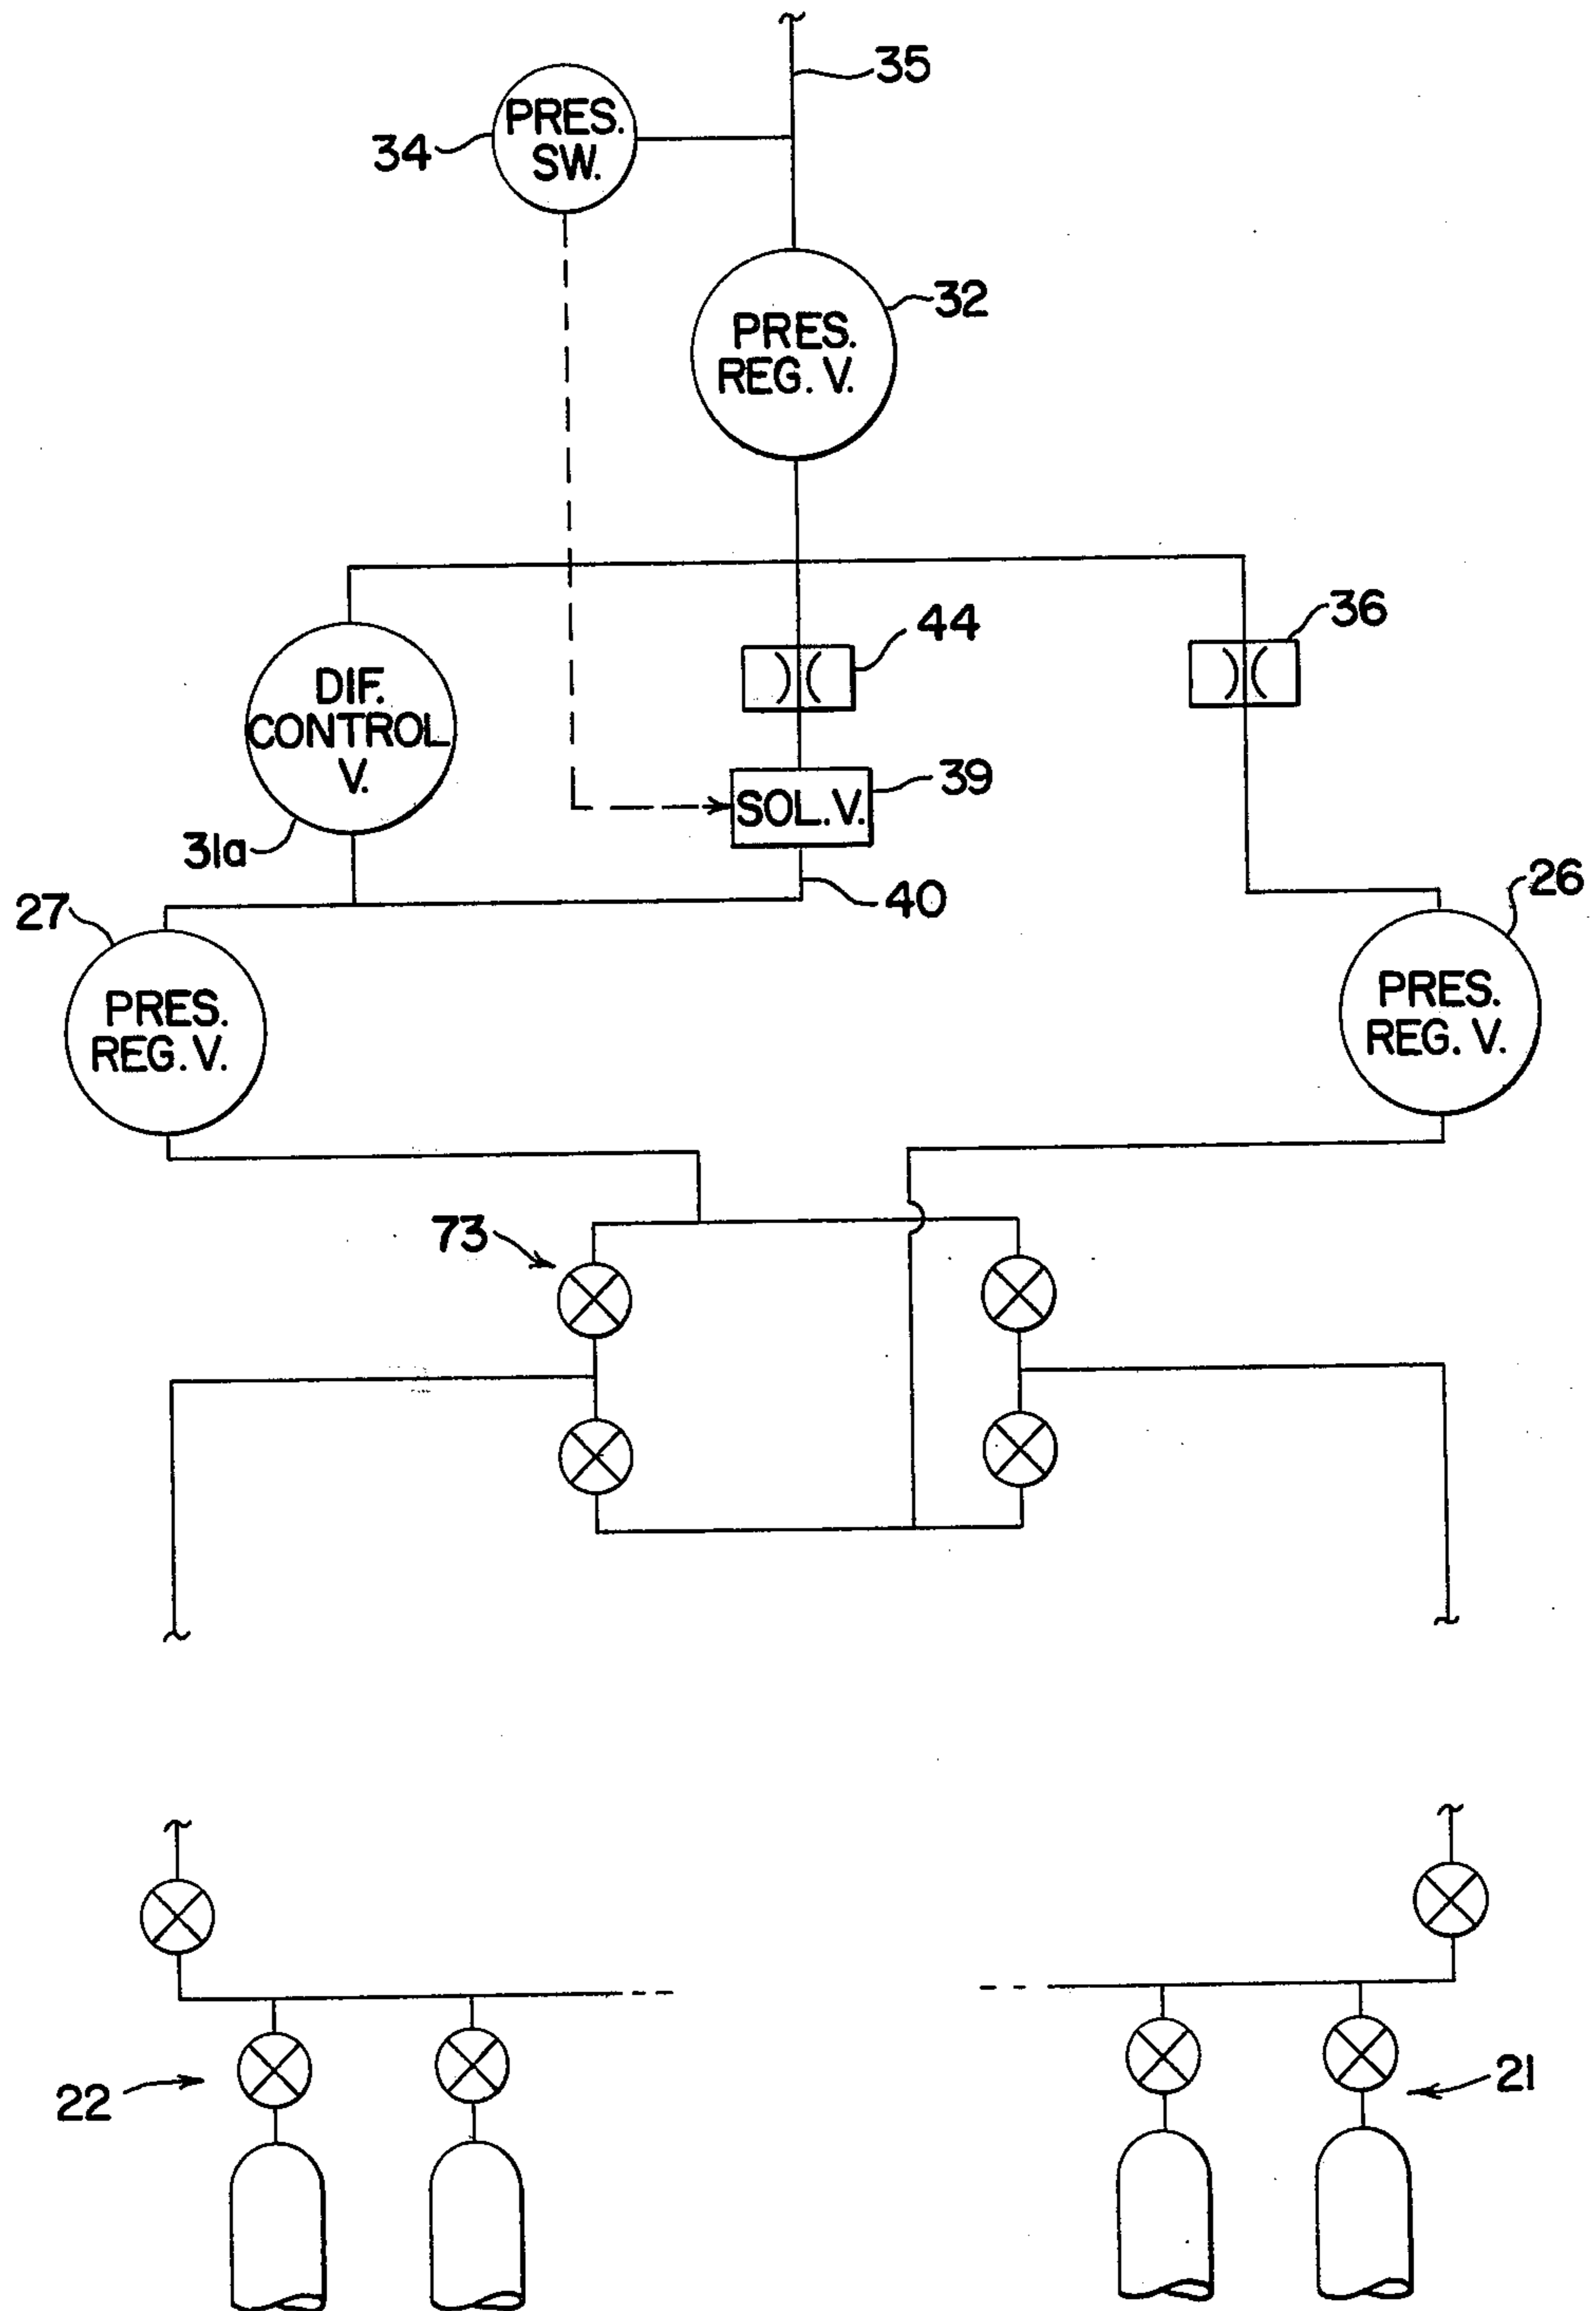 35
PRES.
SW.
34
32
PRES.
REG. V.
44
36
DIF.
CONTROL
V.
39
SOL. V.
31a
40
27
26
PRES.
REG. V.
PRES.
REG. V.
73
22
21